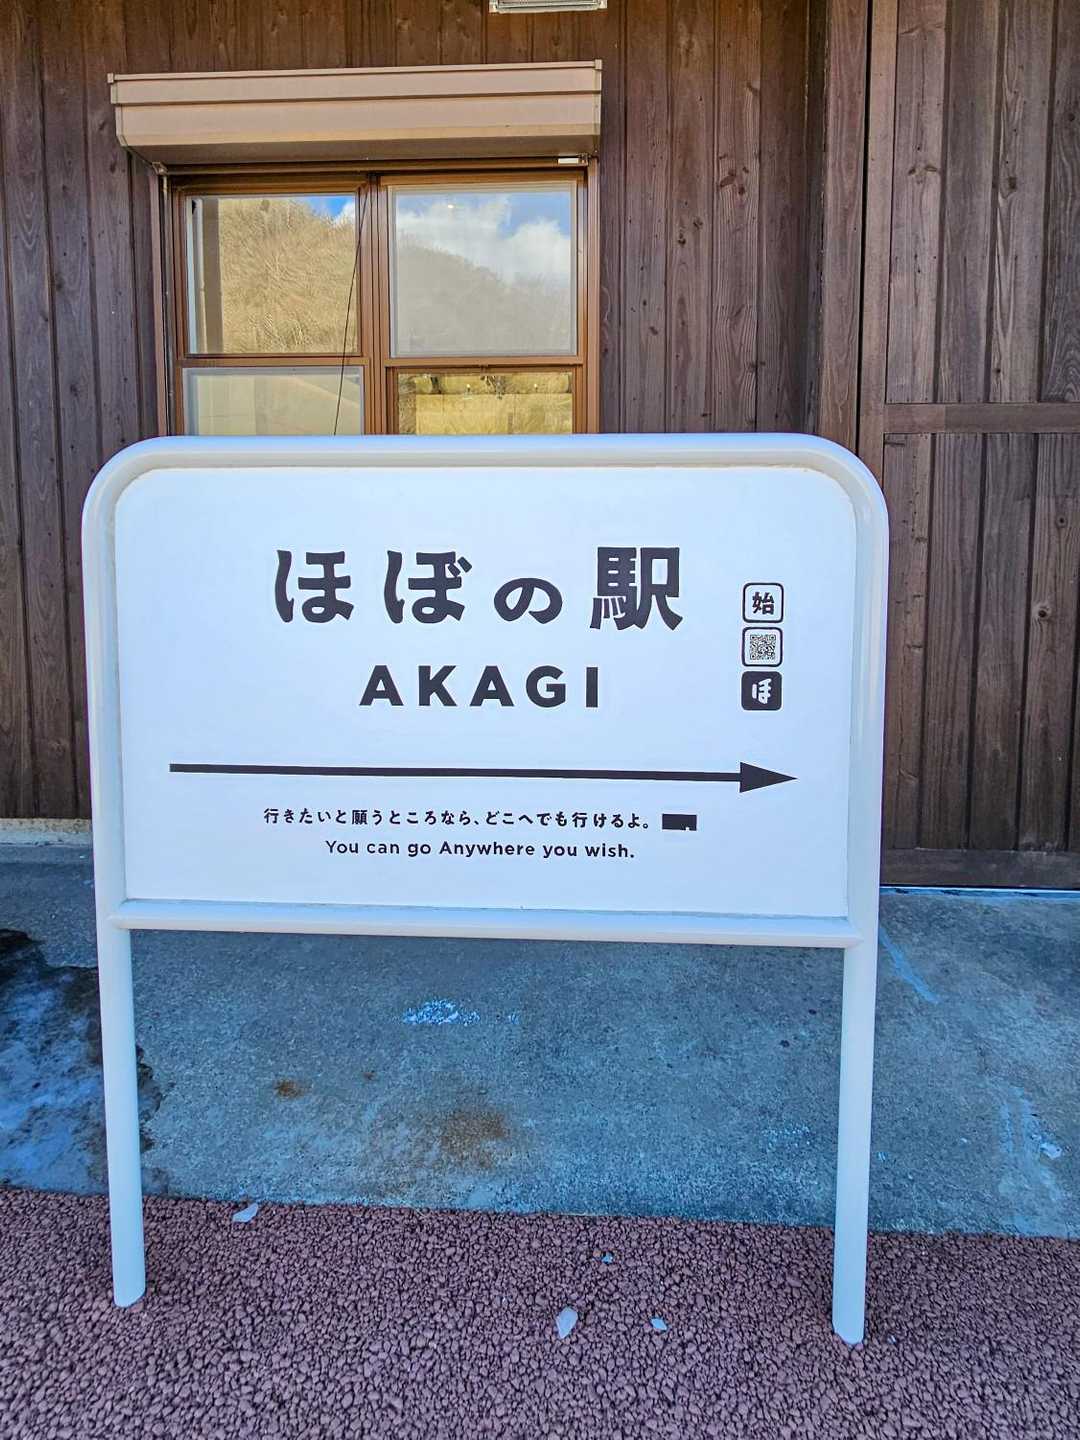 ほぼの駅
AKAGI
始
ほ
行きたいと願うところなら、どこへでも行けるよ。
You can go Anywhere you wish.